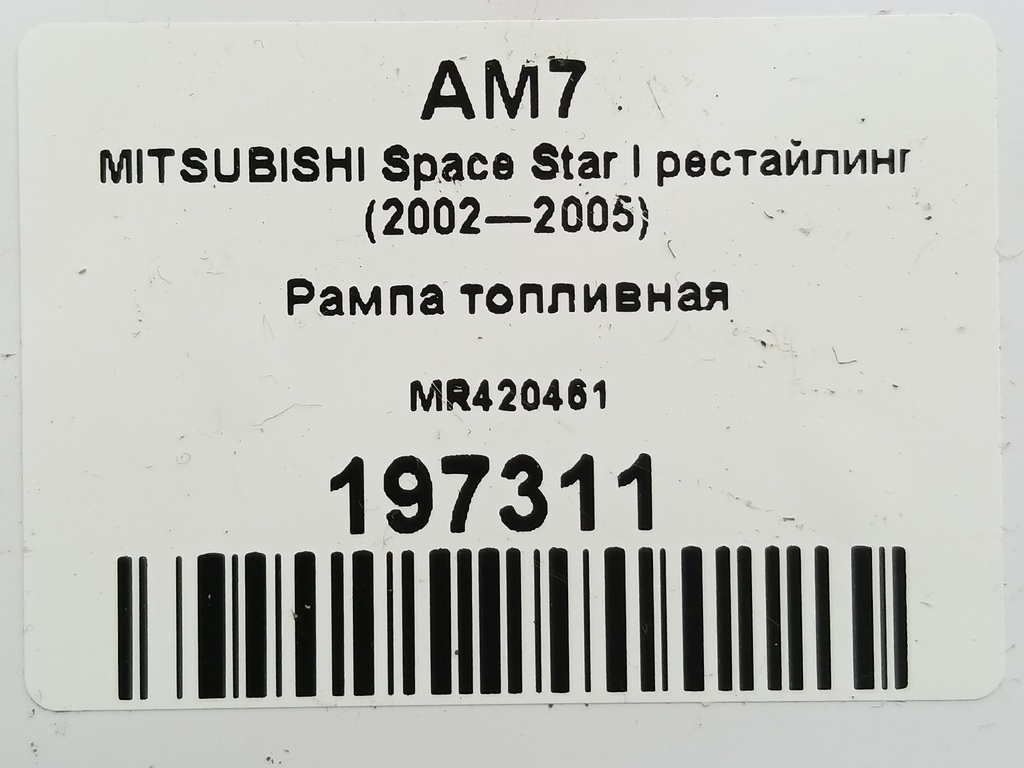 AM7
MITSUBISHI Space Star I рестайлинг
(2002—2005)
Рампа топливная
MR420461
197311